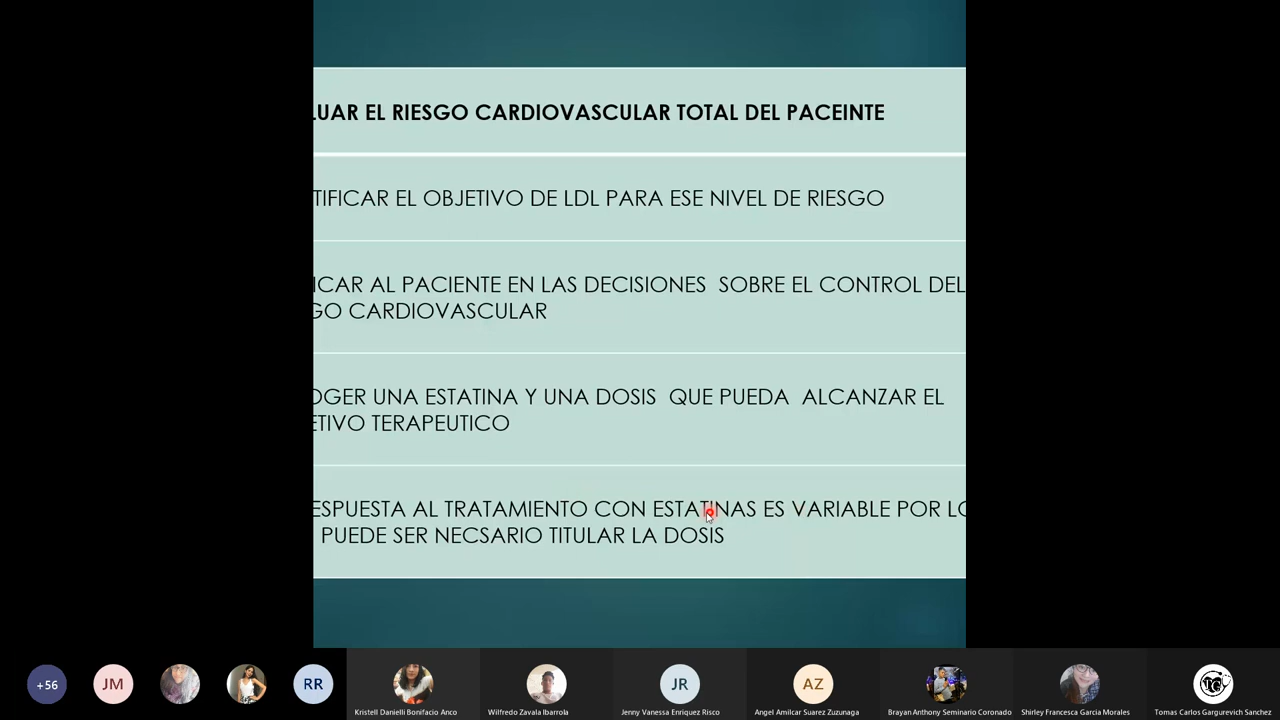 LUAR EL RIESGO CARDIOVASCULAR TOTAL DEL PACEINTE
TIFICAR EL OBJETIVO DE LDL PARA ESE NIVEL DE RIESGO
ICAR AL PACIENTE EN LAS DECISIONES SOBRE EL CONTROL DEL
GO CARDIOVASCULAR
OGER UNA ESTATINA Y UNA DOSIS QUE PUEDA ALCANZAR EL
ETIVO TERAPEUTICO
ESPUESTA AL TRATAMIENTO CON ESTATINAS ES VARIABLE POR LO
PUEDE SER NECSARIO TITULAR LA DOSIS
+56
JM
RR
JR
AZ
Kristell Danielli Bonifacio Anco
Wilfredo Zavala Ibarrola
Jenny Vanessa Enriquez Risco
Angel Amilcar Suarez Zuzunaga
Brayan Anthony Seminario Coronado
Shirley Francesca Garcia Morales
Tomas Carlos Gargurevich Sanchez